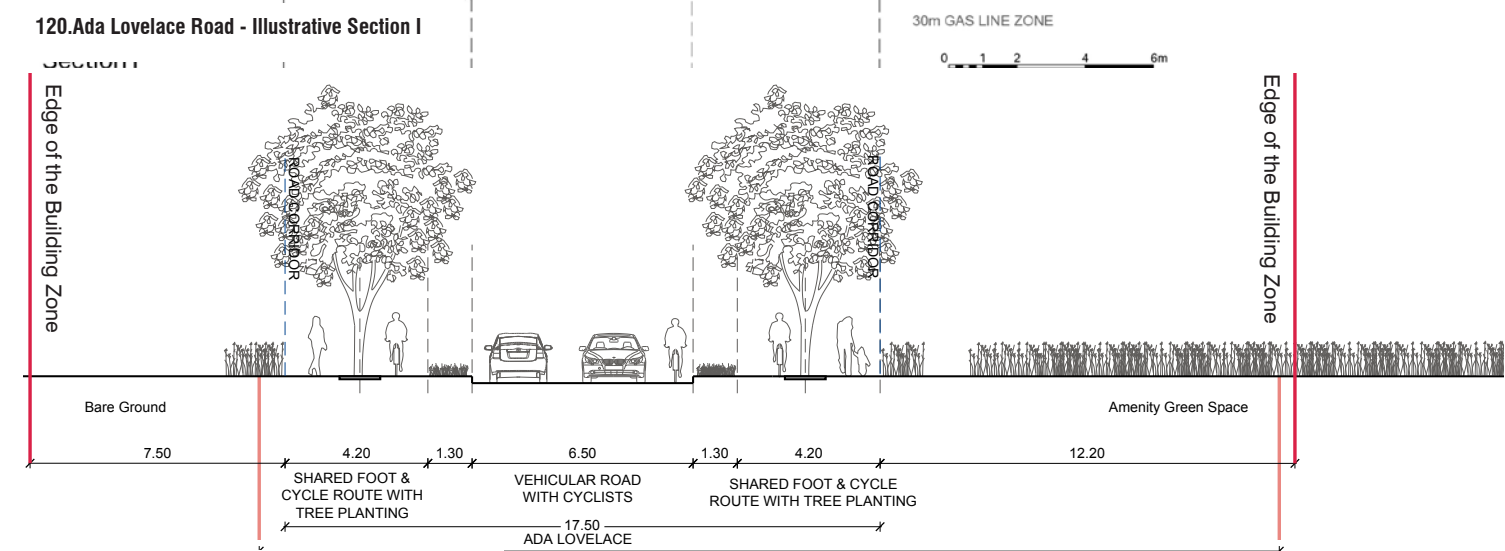 120.Ada Lovelace Road - Illustrative Section I
30m GAS LINE ZONE
0 1 2 4 6m
Edge of the Building Zone
ROAD CORRIDOR
ROAD CORRIDOR
Edge of the Building Zone
Bare Ground
Amenity Green Space
7.50 4.20 1.30 6.50 1.30 4.20 12.20
SHARED FOOT &
CYCLE ROUTE WITH
TREE PLANTING
VEHICULAR ROAD
WITH CYCLISTS
SHARED FOOT & CYCLE
ROUTE WITH TREE PLANTING
17.50
ADA LOVELACE